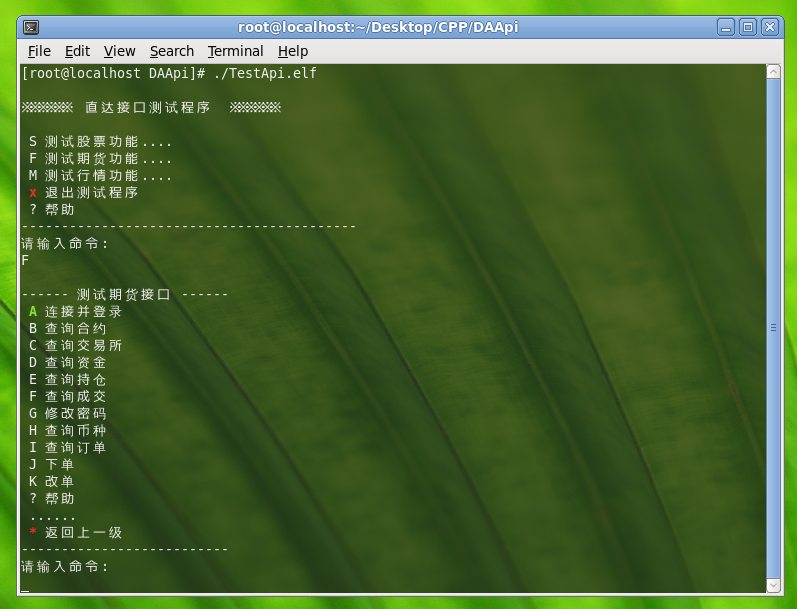 root@localhost:~/Desktop/CPP/DAApi
File Edit View Search Terminal Help
[root@localhost DAApi]# ./TestApi.elf
※※※※※※※※ 直达接口测试程序 ※※※※※※※※
S 测试股票功能....
F 测试期货功能....
M 测试行情功能....
x 退出测试程序
? 帮助
------------------------------------------
请输入命令:
F
------ 测试期货接口 ------
A 连接并登录
B 查询合约
C 查询交易所
D 查询资金
E 查询持仓
F 查询成交
G 修改密码
H 查询币种
I 查询订单
J 下单
K 改单
? 帮助
......
* 返回上一级
--------------------------
请输入命令: